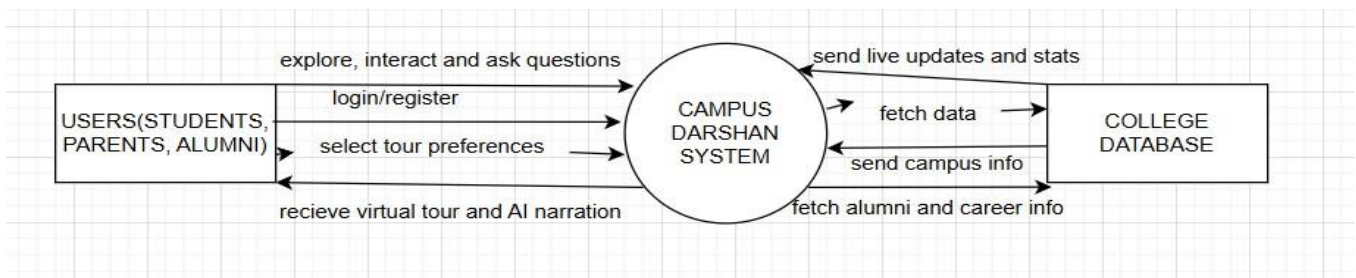 explore, interact and ask questions
login/register
select tour preferences
recieve virtual tour and AI narration
USERS(STUDENTS,
PARENTS, ALUMNI)
CAMPUS
DARSHAN
SYSTEM
send live updates and stats
fetch data
send campus info
fetch alumni and career info
COLLEGE
DATABASE